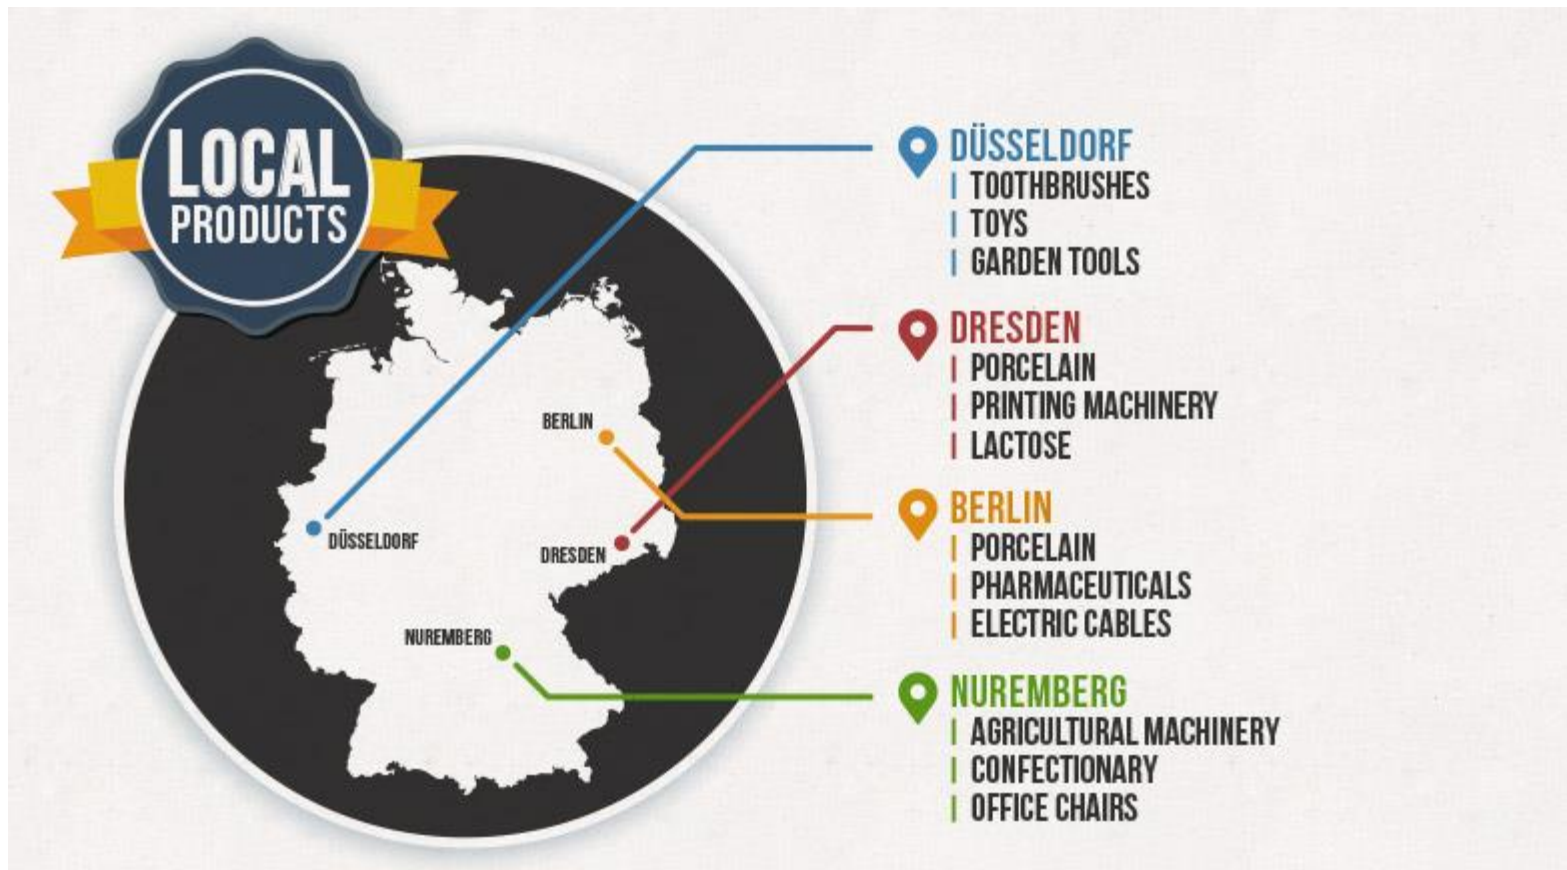 LOCAL
PRODUCTS
DÜSSELDORF
TOOTHBRUSHES
TOYS
GARDEN TOOLS
DRESDEN
PORCELAIN
PRINTING MACHINERY
LACTOSE
BERLIN
PORCELAIN
PHARMACEUTICALS
ELECTRIC CABLES
NUREMBERG
AGRICULTURAL MACHINERY
CONFECTIONARY
OFFICE CHAIRS
BERLIN
DÜSSELDORF
DRESDEN
NUREMBERG